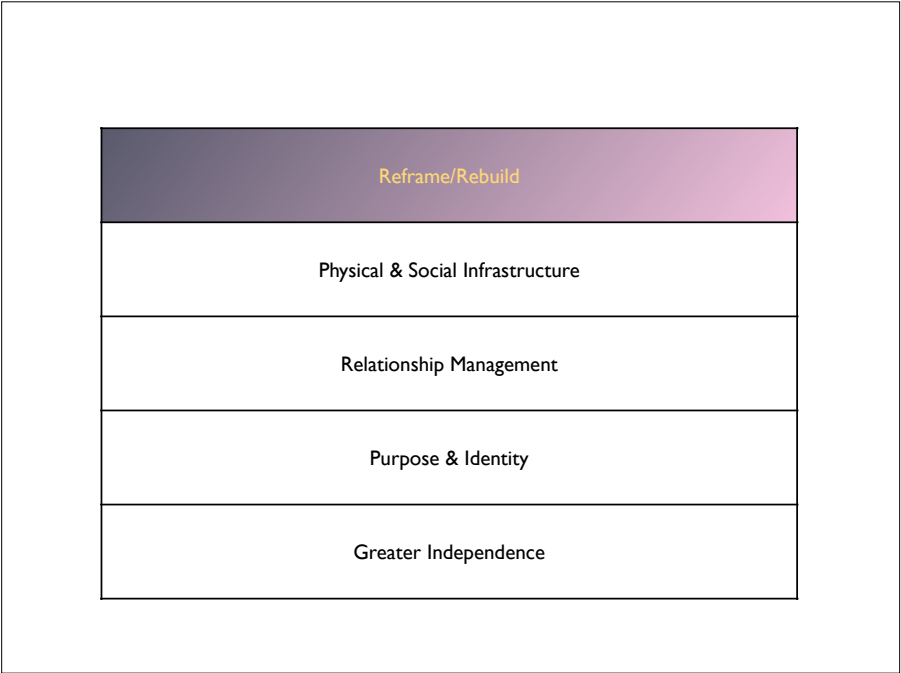 Reframe/Rebuild
Physical & Social Infrastructure
Relationship Management
Purpose & Identity
Greater Independence